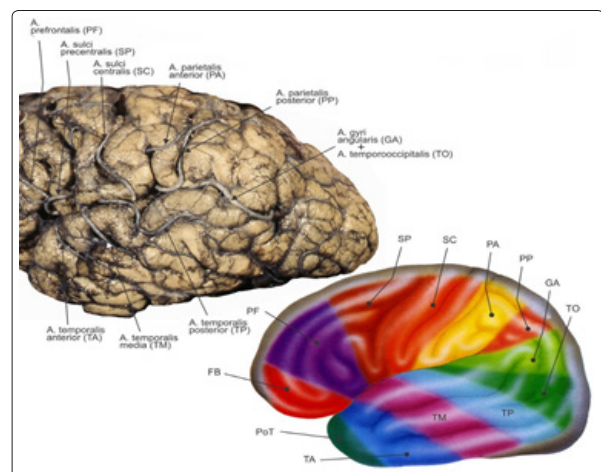 A.
prefrontalis (PF)
A. sulci
precentralis (SP)
A. sulci
centralis (SC)
A. parietalis
anterior (PA)
A. parietalis
posterior (PP)
A. gyri
angularis (GA)
+
A. temporooccipitalis (TO)
A. temporalis
anterior (TA)
A. temporalis
media (TM)
A. temporalis
posterior (TP)
SP
SC
PA
PP
GA
TO
PF
FB
PoT
TA
TM
TP